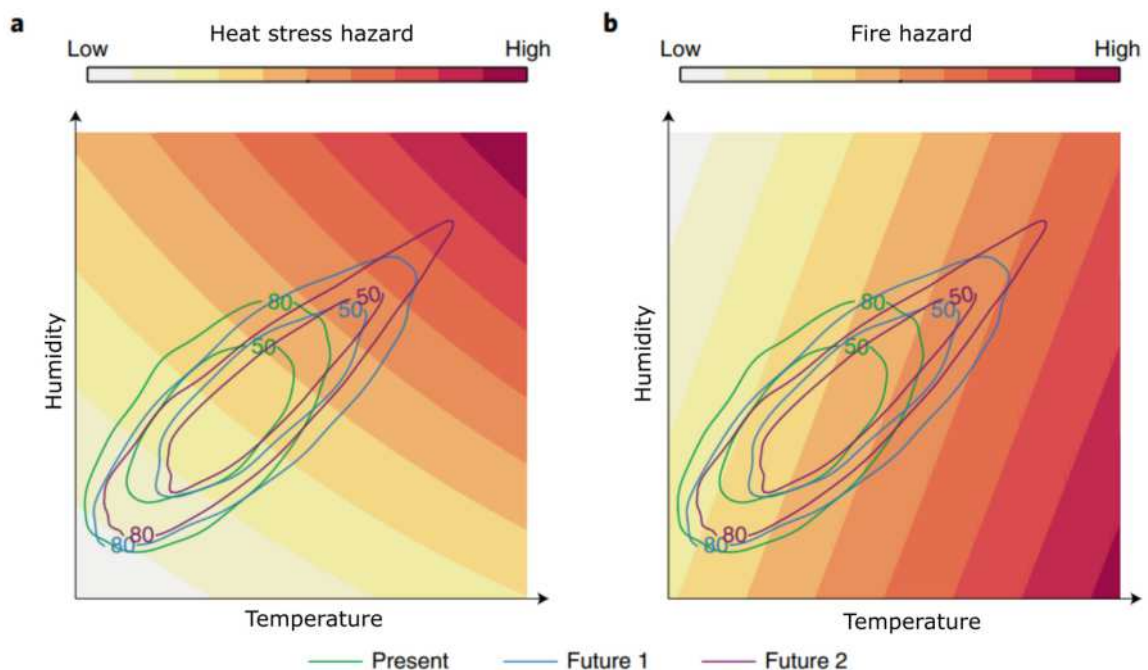 a
Heat stress hazard
Low
High
Humidity
80
50
50
50
80
80
Temperature
b
Fire hazard
Low
High
Humidity
80
50
50
50
80
80
Temperature
Present
Future 1
Future 2